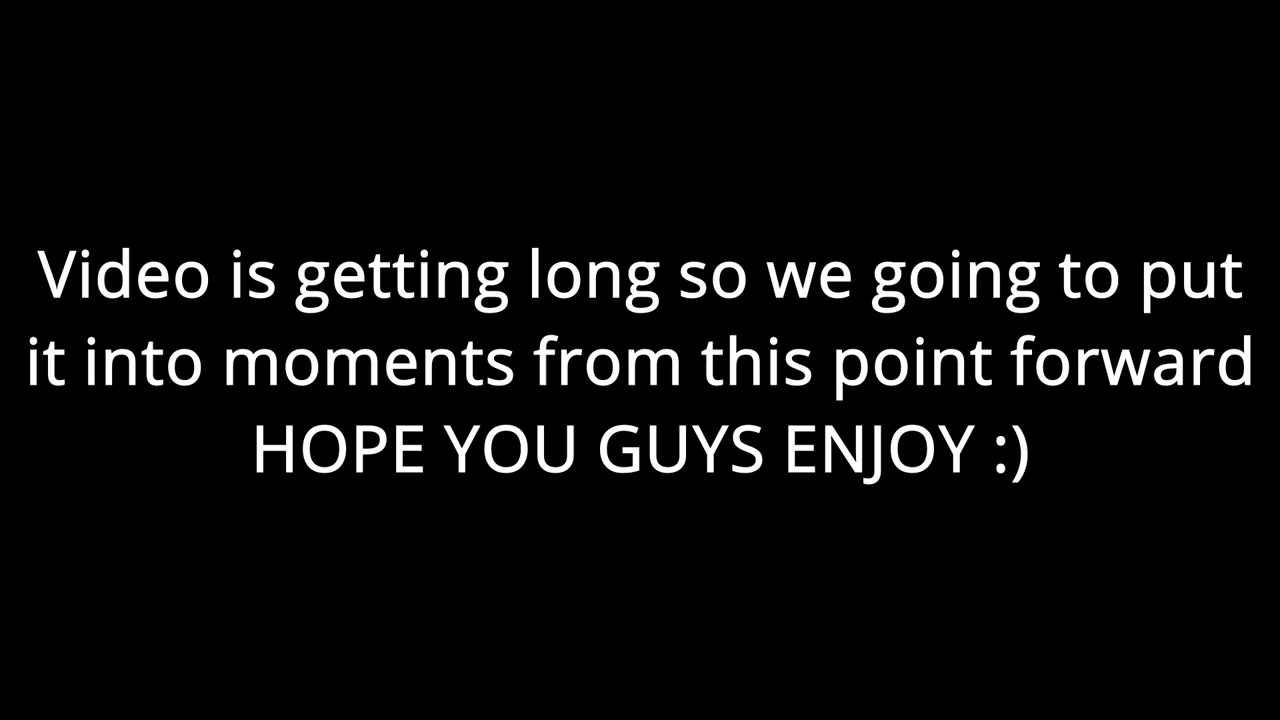 Video is getting long so we going to put
it into moments from this point forward
HOPE YOU GUYS ENJOY :)